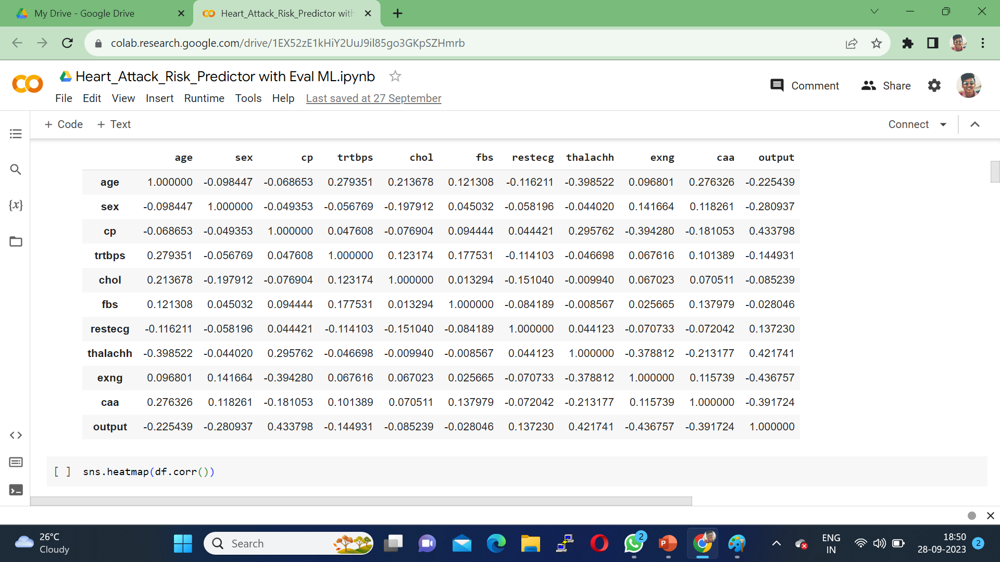 My Drive - Google Drive
Heart_Attack_Risk_Predictor with
colab.research.google.com/drive/1EX52zE1kHiY2UuJ9il85go3GKpSZHmrb
Heart_Attack_Risk_Predictor with Eval ML.ipynb
Comment Share
File Edit View Insert Runtime Tools Help Last saved at 27 September
+ Code + Text Connect
age sex cp trtbps chol fbs restecg thalachh exng caa output
age 1.000000 -0.098447 -0.068653 0.279351 0.213678 0.121308 -0.116211 -0.398522 0.096801 0.276326 -0.225439
sex -0.098447 1.000000 -0.049353 -0.056769 -0.197912 0.045032 -0.058196 -0.044020 0.141664 0.118261 -0.280937
cp -0.068653 -0.049353 1.000000 0.047608 -0.076904 0.094444 0.044421 0.295762 -0.394280 -0.181053 0.433798
trtbps 0.279351 -0.056769 0.047608 1.000000 0.123174 0.177531 -0.114103 -0.046698 0.067616 0.101389 -0.144931
chol 0.213678 -0.197912 -0.076904 0.123174 1.000000 0.013294 -0.151040 -0.009940 0.067023 0.070511 -0.085239
fbs 0.121308 0.045032 0.094444 0.177531 0.013294 1.000000 -0.084189 -0.008567 0.025665 0.137979 -0.028046
restecg -0.116211 -0.058196 0.044421 -0.114103 -0.151040 -0.084189 1.000000 0.044123 -0.070733 -0.072042 0.137230
thalachh -0.398522 -0.044020 0.295762 -0.046698 -0.009940 -0.008567 0.044123 1.000000 -0.378812 -0.213177 0.421741
exng 0.096801 0.141664 -0.394280 0.067616 0.067023 0.025665 -0.070733 -0.378812 1.000000 0.115739 -0.436757
caa 0.276326 0.118261 -0.181053 0.101389 0.070511 0.137979 -0.072042 -0.213177 0.115739 1.000000 -0.391724
output -0.225439 -0.280937 0.433798 -0.144931 -0.085239 -0.028046 0.137230 0.421741 -0.436757 -0.391724 1.000000
[ ] sns.heatmap(df.corr())
26°C
Cloudy
Search
2
ENG
IN
18:50
28-09-2023
2